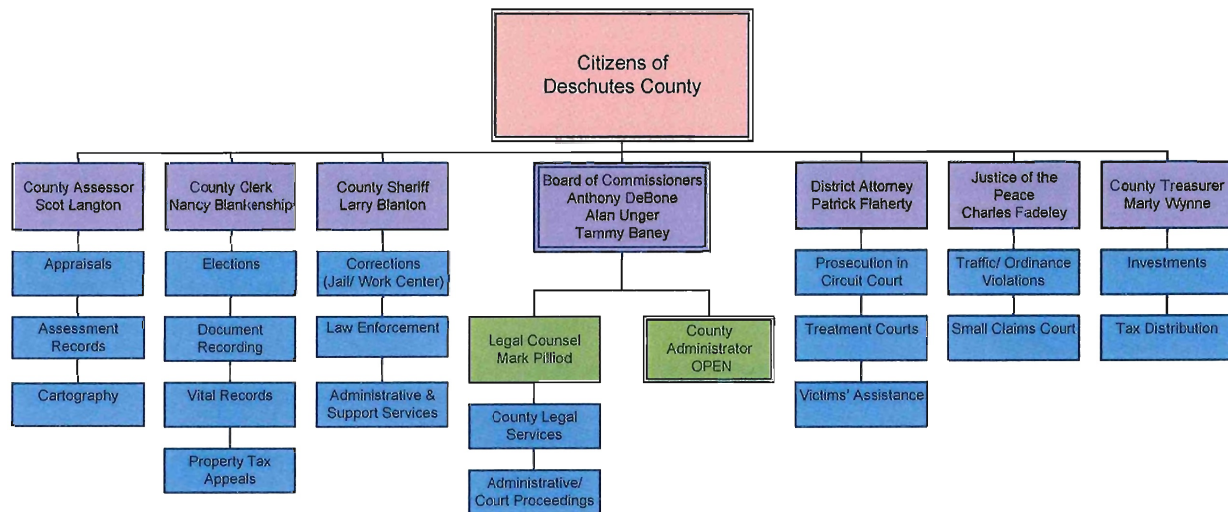 Citizens of
Deschutes County
County Assessor
Scot Langton
Appraisals
Assessment
Records
Cartography
County Clerk
Nancy Blankenship
Elections
Document
Recording
Vital Records
Property Tax
Appeals
County Sheriff
Larry Blanton
Corrections
(Jail/ Work Center)
Law Enforcement
Administrative &
Support Services
Board of Commissioners
Anthony DeBone
Alan Unger
Tammy Baney
Legal Counsel
Mark Pilliod
County Legal
Services
Administrative/
Court Proceedings
County
Administrator
OPEN
District Attorney
Patrick Flaherty
Prosecution in
Circuit Court
Treatment Courts
Victims' Assistance
Justice of the
Peace
Charles Fadeley
Traffic/ Ordinance
Violations
Small Claims Court
County Treasurer
Marty Wynne
Investments
Tax Distribution